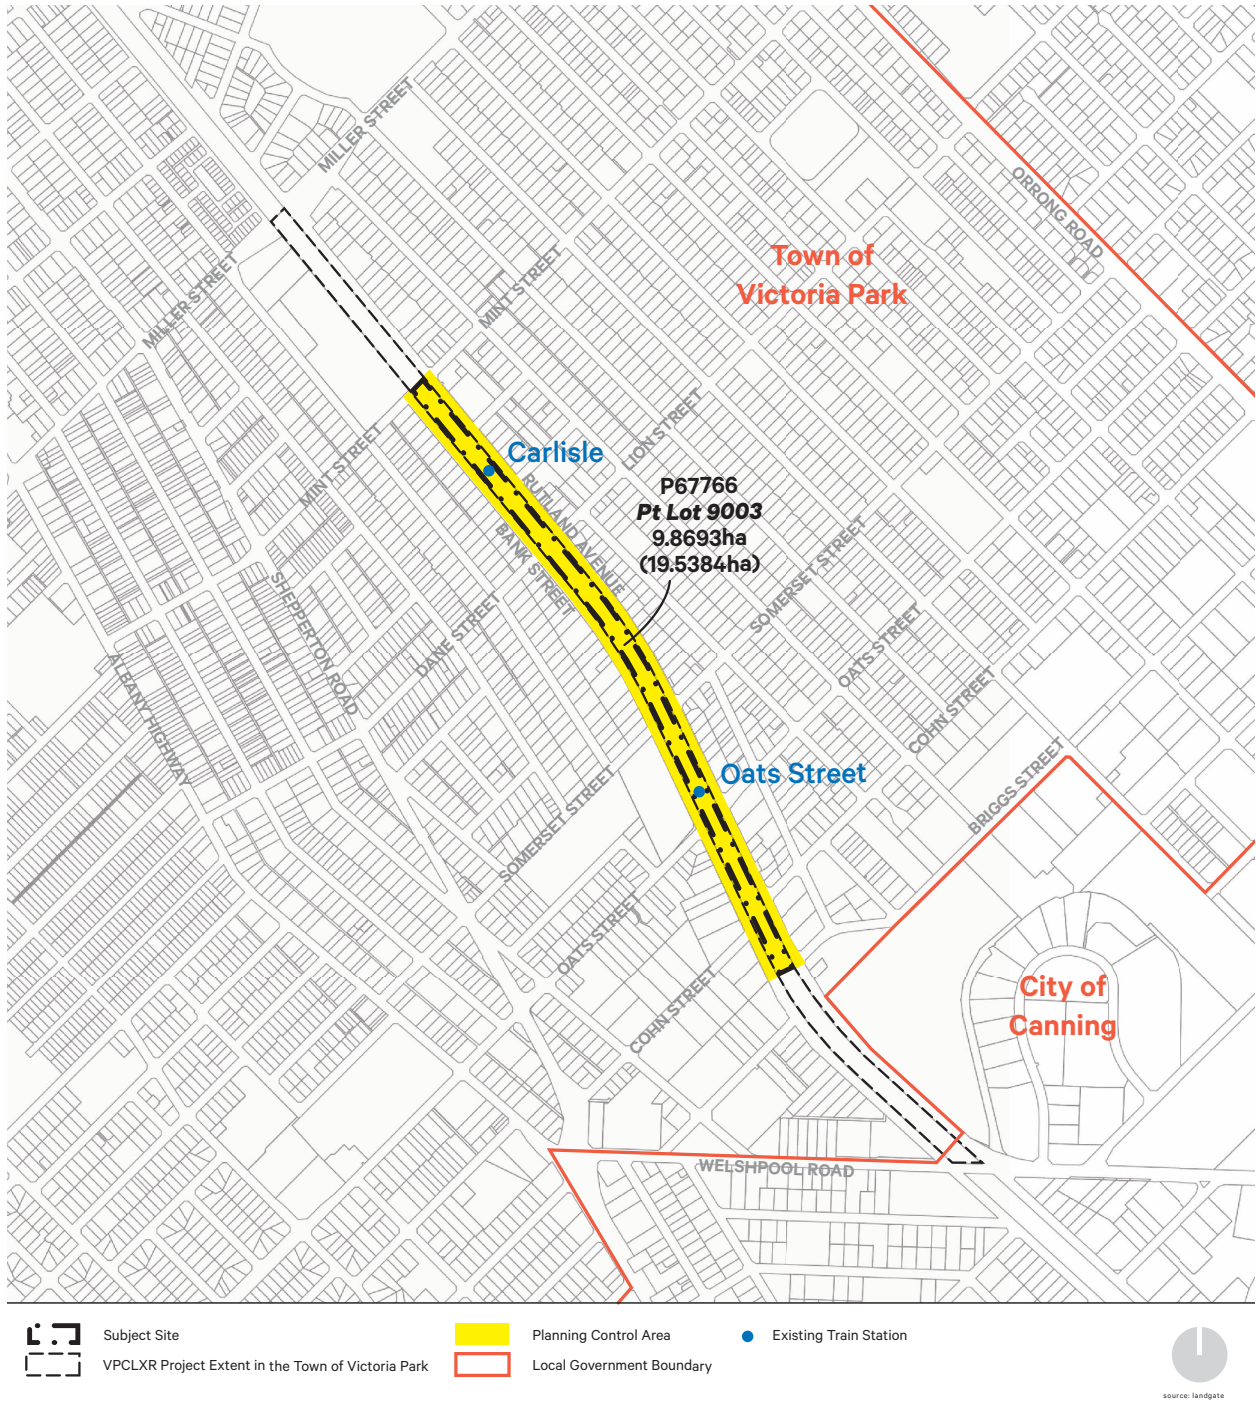 MILLER STREET
ORRONG ROAD
MILLER STREET
MINT STREET
Town of
Victoria Park
LION STREET
MINT STREET
Carlisle
RUTLAND AVENUE
BANK STREET
P67766
Pt Lot 9003
9.8693ha
(19.5384ha)
SOMERSET STREET
SHEPPERTON ROAD
DANE STREET
OATS STREET
ALBANY HIGHWAY
COHN STREET
Oats Street
BRIGGS STREET
SOMERSET STREET
OATS STREET
COHN STREET
City of
Canning
WELSHPOOL ROAD
Subject Site
VPCLXR Project Extent in the Town of Victoria Park
Planning Control Area
Local Government Boundary
Existing Train Station
source: landgate